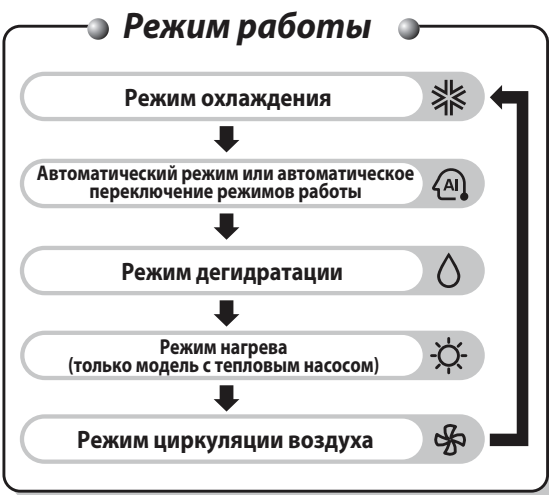 Режим работы
Режим охлаждения
Автоматический режим или автоматическое
переключение режимов работы
AI
Режим дегидратации
Режим нагрева
(только модель с тепловым насосом)
Режим циркуляции воздуха